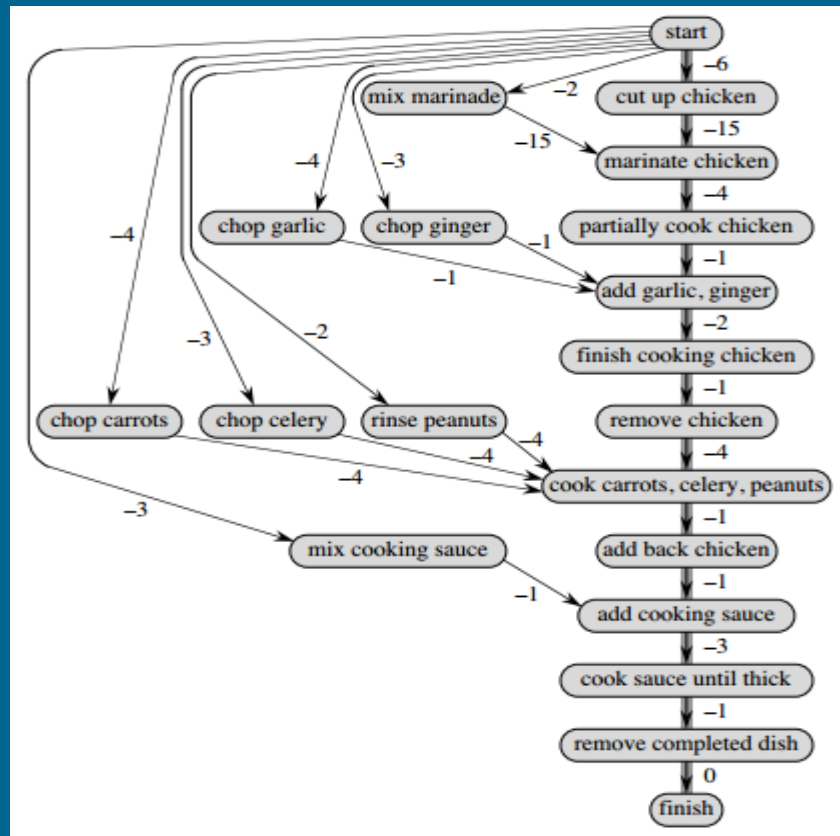 start
–6
mix marinade
–2
cut up chicken
–15
–15
marinate chicken
–4
–3
–4
chop garlic
chop ginger
partially cook chicken
–4
–1
–1
–1
add garlic, ginger
–2
–3
–2
finish cooking chicken
–1
chop carrots
chop celery
rinse peanuts
remove chicken
–4
–4
–4
–4
cook carrots, celery, peanuts
–3
–1
mix cooking sauce
add back chicken
–1
–1
add cooking sauce
–3
cook sauce until thick
–1
remove completed dish
0
finish